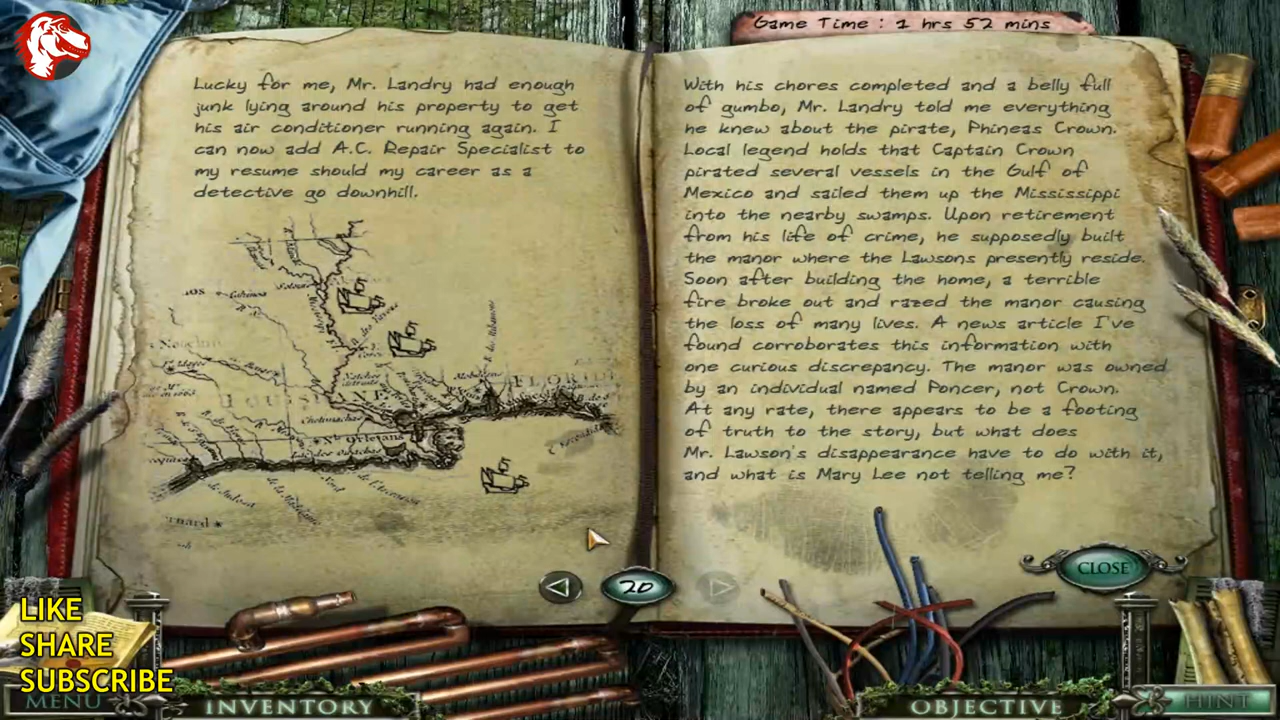 Game Time : 1 hrs 52 mins
Lucky for me, Mr. Landry had enough
junk lying around his property to get
his air conditioner running again. I
can now add A.C. Repair Specialist to
my resume should my career as a
detective go downhill.
FLORID
Chetimachas
Nle Orleans
With his chores completed and a belly full
of gumbo, Mr. Landry told me everything
he knew about the pirate, Phineas Crown.
Local legend holds that Captain Crown
pirated several vessels in the Gulf of
Mexico and sailed them up the Mississippi
into the nearby swamps. Upon retirement
from his life of crime, he supposedly built
the manor where the Lawsons presently reside.
Soon after building the home, a terrible
fire broke out and razed the manor causing
the loss of many lives. A news article I've
found corroborates this information with
one curious discrepancy. The manor was owned
by an individual named Poncer, not Crown.
At any rate, there appears to be a footing
of truth to the story, but what does
Mr. Lawson's disappearance have to do with it,
and what is Mary Lee not telling me?
20
CLOSE
LIKE
SHARE
SUBSCRIBE
MENU
INVENTORY
OBJECTIVE
HINT